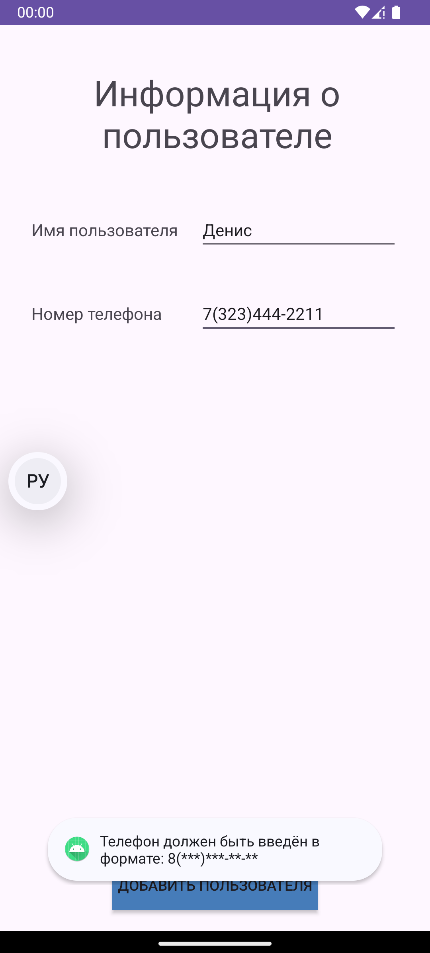 00:00
Информация о
пользователе
Имя пользователя Денис
Номер телефона 7(323)444-2211
РУ
Телефон должен быть введён в
формате: 8(***)***-**-**
ДОБАВИТЬ ПОЛЬЗОВАТЕЛЯ